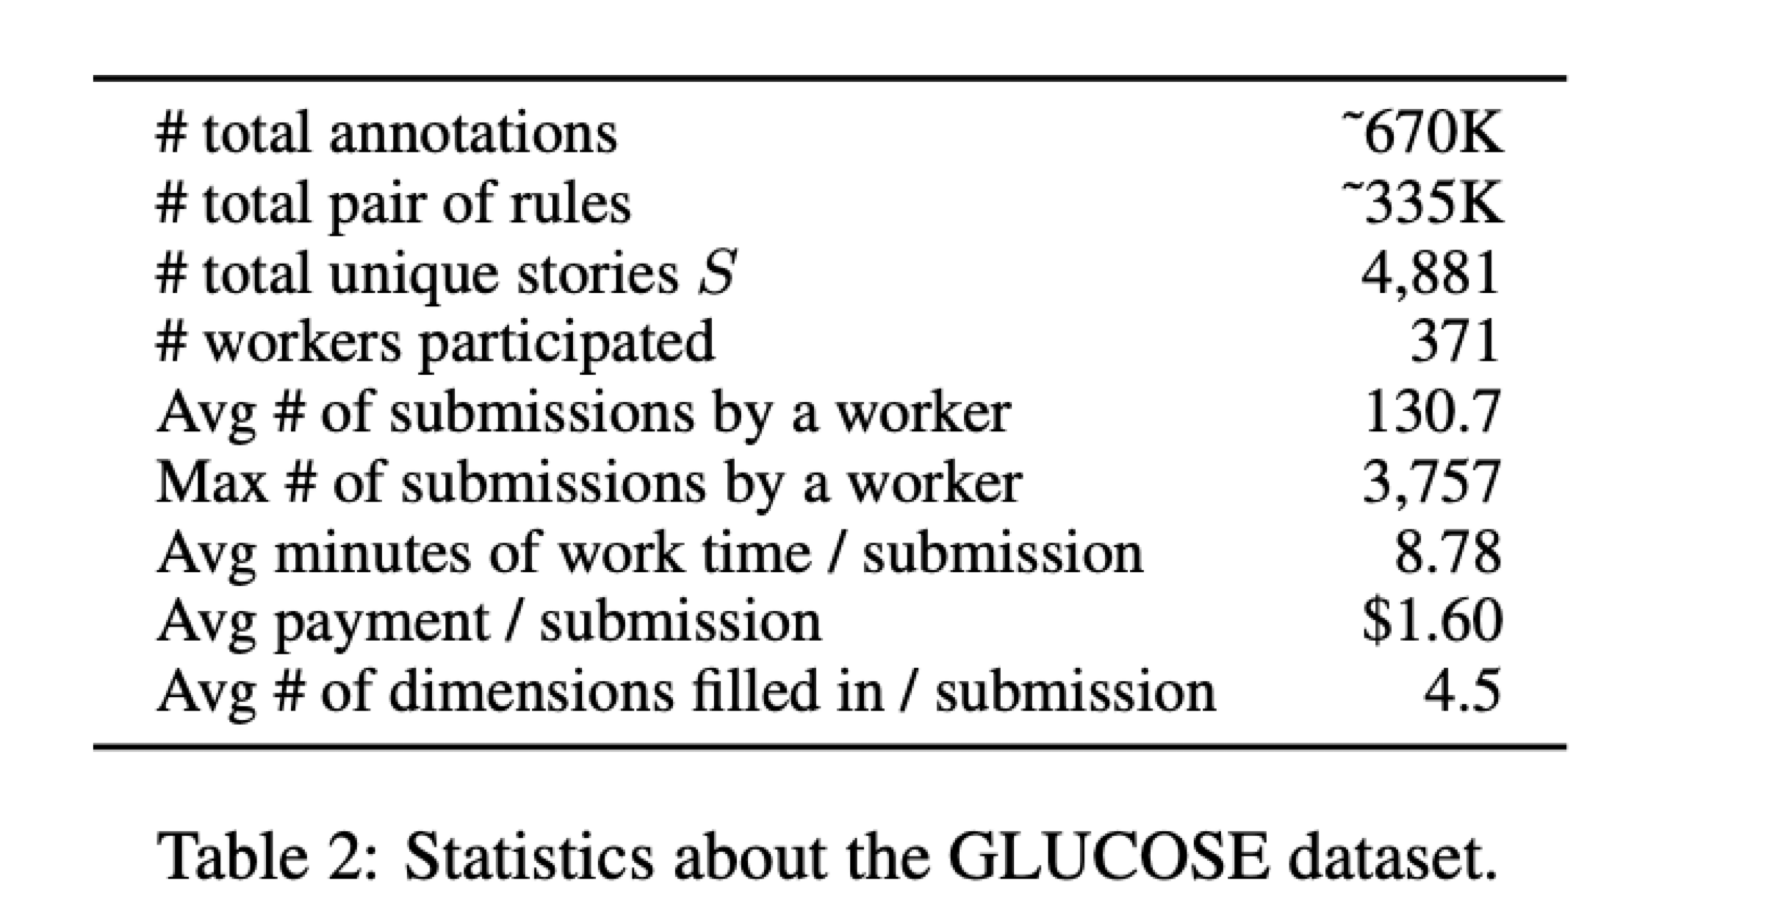 # total annotations ~670K
# total pair of rules ~335K
# total unique stories S 4,881
# workers participated 371
Avg # of submissions by a worker 130.7
Max # of submissions by a worker 3,757
Avg minutes of work time / submission 8.78
Avg payment / submission $1.60
Avg # of dimensions filled in / submission 4.5
Table 2: Statistics about the GLUCOSE dataset.